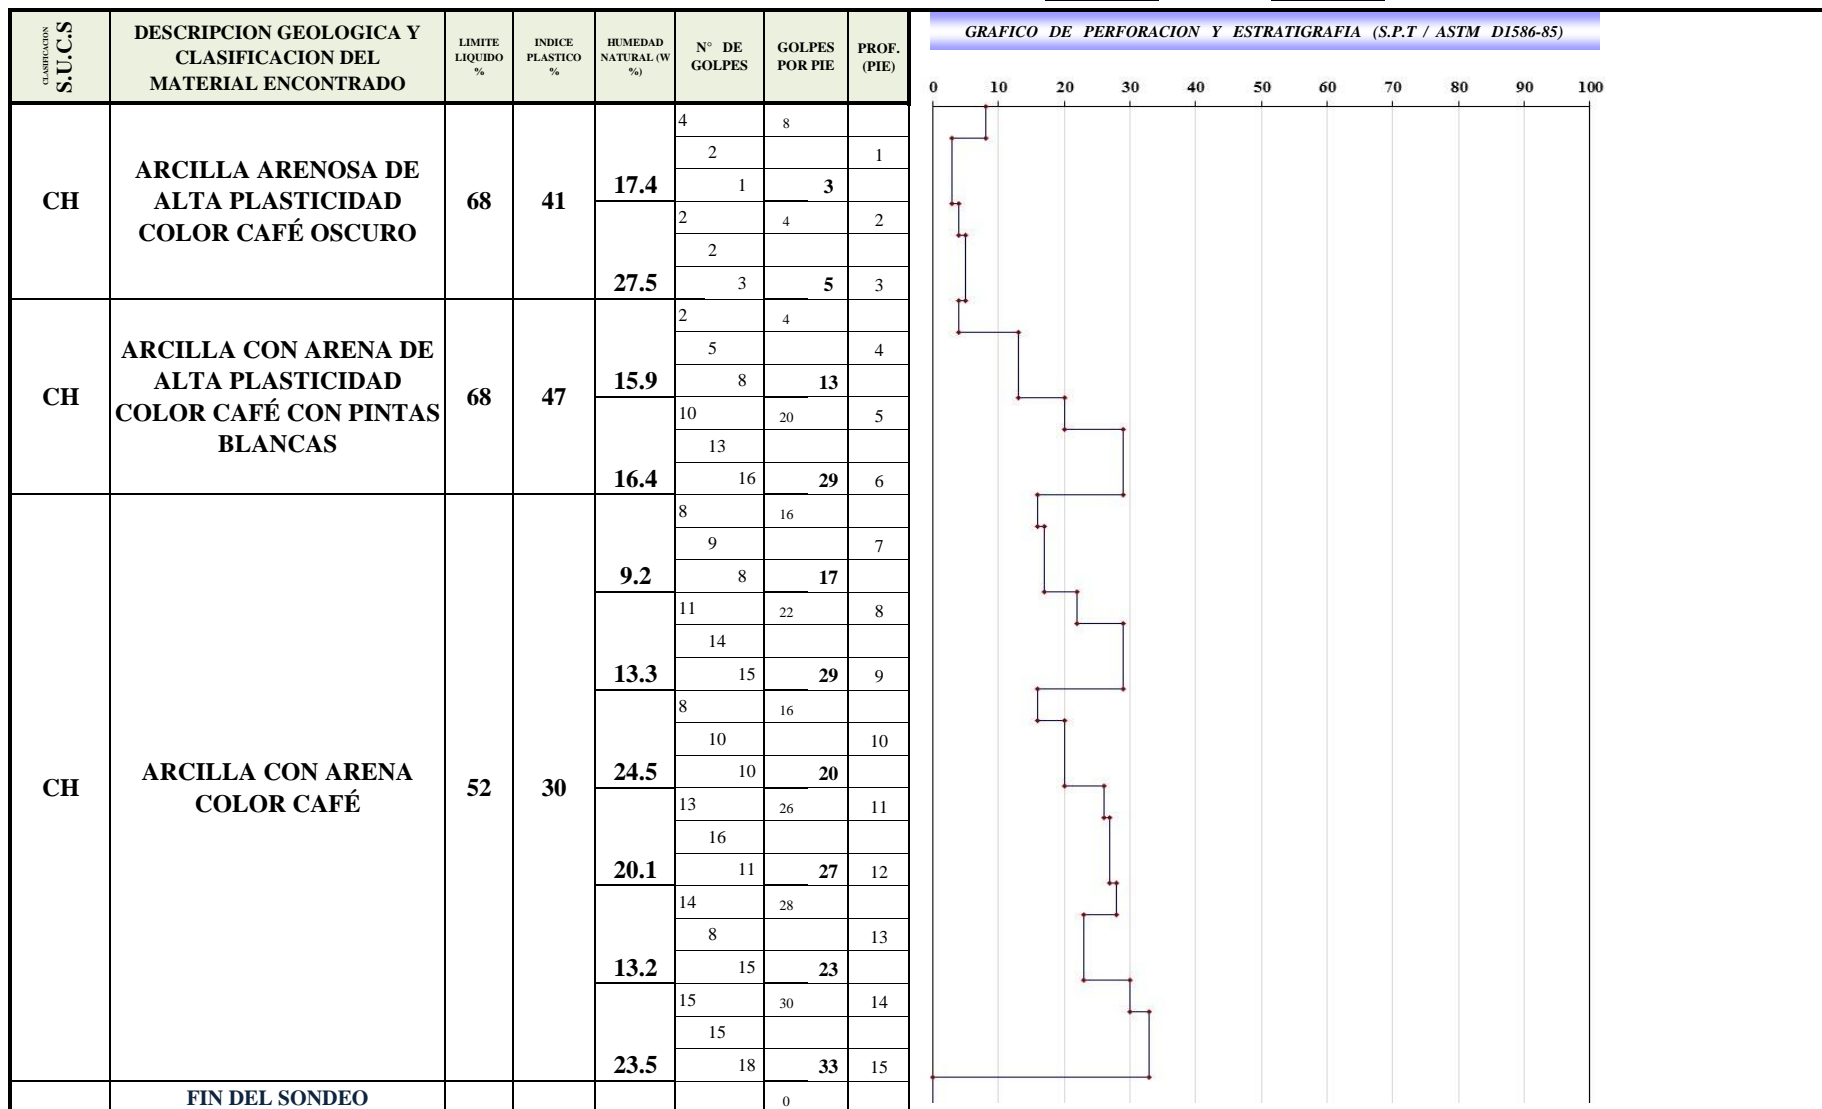 CLASIFICACION
S.U.C.S
DESCRIPCION GEOLOGICA Y
CLASIFICACION DEL
MATERIAL ENCONTRADO
LIMITE
LIQUIDO
%
INDICE
PLASTICO
%
HUMEDAD
NATURAL (W
%)
N° DE
GOLPES
GOLPES
POR PIE
PROF.
(PIE)
GRAFICO DE PERFORACION Y ESTRATIGRAFIA (S.P.T / ASTM D1586-85)
0 10 20 30 40 50 60 70 80 90 100
CH
ARCILLA ARENOSA DE
ALTA PLASTICIDAD
COLOR CAFÉ OSCURO
68
41
17.4
27.5
4 8
2 1
1 3
2 4 2
2
3 5 3
CH
ARCILLA CON ARENA DE
ALTA PLASTICIDAD
COLOR CAFÉ CON PINTAS
BLANCAS
68
47
15.9
16.4
2 4
5 4
8 13
10 20 5
13
16 29 6
CH
ARCILLA CON ARENA
COLOR CAFÉ
52
30
9.2
13.3
24.5
20.1
13.2
23.5
8 16
9 7
8 17
11 22 8
14
15 29 9
8 16
10 10
10 20
13 26 11
16
11 27 12
14 28
8 13
15 23
15 30 14
15
18 33 15
FIN DEL SONDEO
0